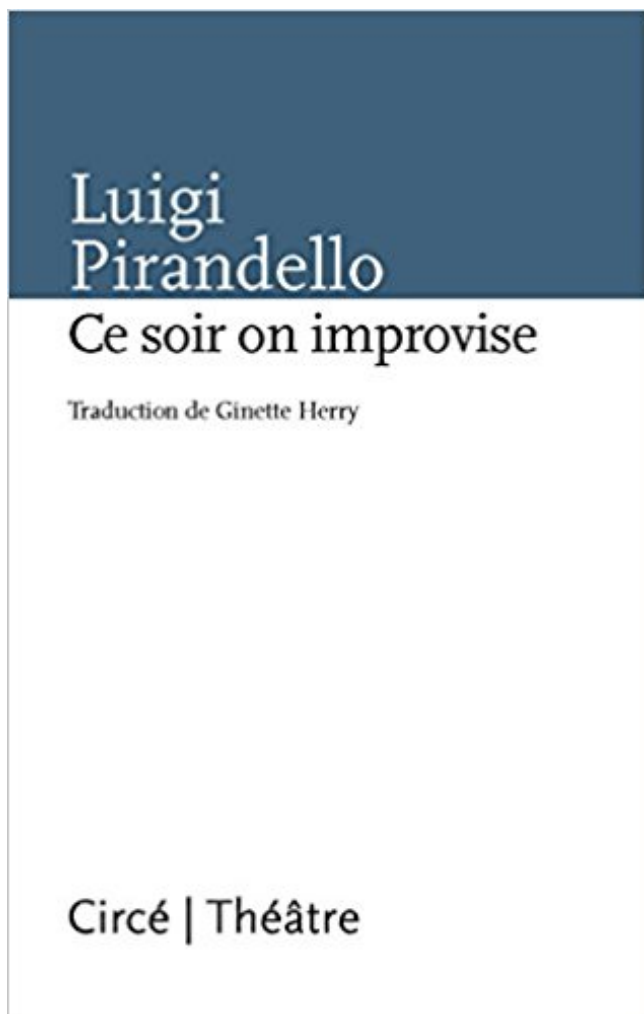 Luigi
Pirandello
Ce soir on improvise
Traduction de Ginette Herry
Circé | Théâtre